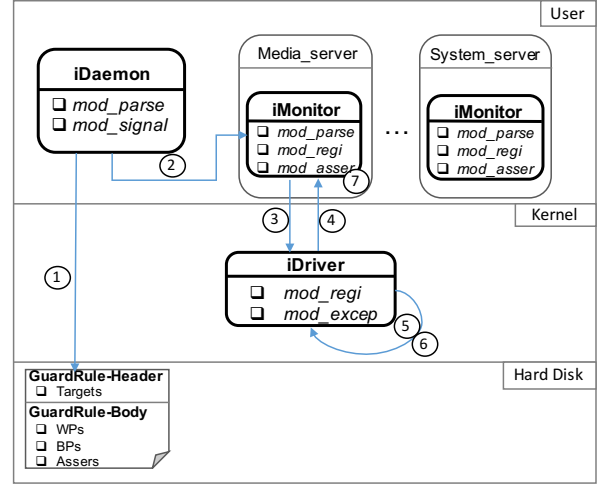 User
iDaemon
mod_parse
mod_signal
Media_server
iMonitor
mod_parse
mod_regi
mod_asser
...
System_server
iMonitor
mod_parse
mod_regi
mod_asser
2
7
Kernel
3
4
1
iDriver
mod_regi
mod_excep
5
6
Hard Disk
GuardRule-Header
Targets
GuardRule-Body
WPs
BPs
Assers